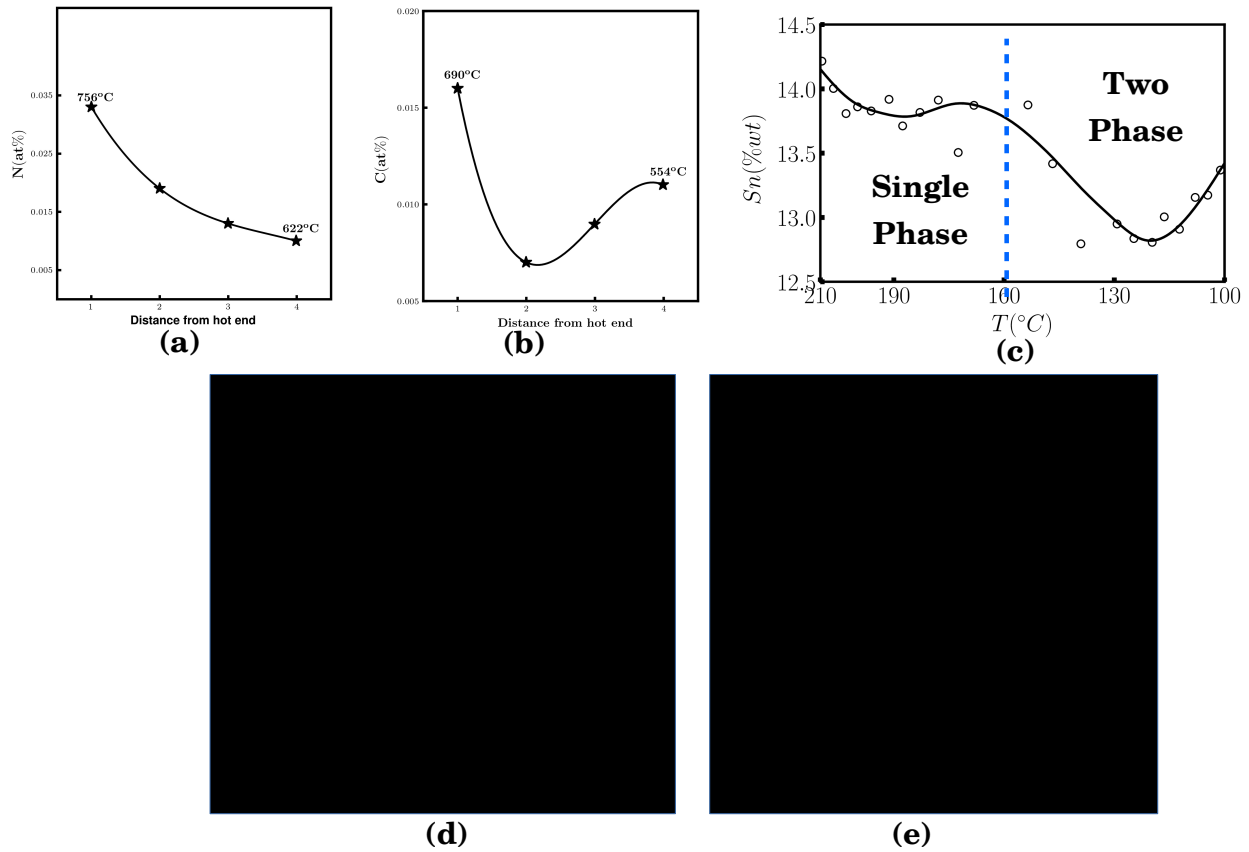 0.035
0.025
0.015
0.005
N(at%)
756°C
622°C
1 2 3 4
Distance from hot end
(a)
0.020
0.015
0.010
0.005
C(at%)
690°C
554°C
1 2 3 4
Distance from hot end
(b)
14.5
14.0
13.5
13.0
12.5
Sn(%wt)
Single
Phase
Two
Phase
210 190 160 130 100
T(°C)
(c)
(d)
(e)